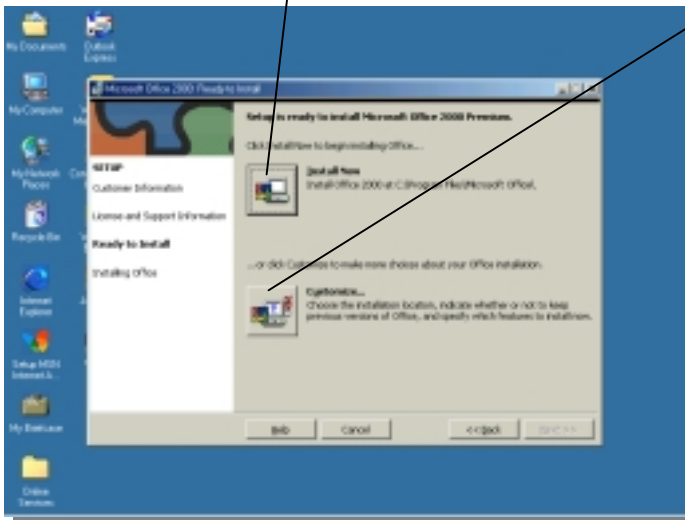 My Documents
Outlook Express
My Computer
My Network Places
Recycle Bin
Internet Explorer
Setup MSN Internet A...
My Briefcase
Online Services
Microsoft Office 2000 Ready to Install
SETUP
Customer Information
License and Support Information
Ready to Install
Installing Office
Setup is ready to install Microsoft Office 2000 Premium.
Click Install Now to begin installing Office...
Install Now
Install Office 2000 at C:\Program Files\Microsoft Office\.
...or click Customize to make more choices about your Office installation.
Customize...
Choose the installation location, indicate whether or not to keep
previous versions of Office, and specify which features to install now.
Help
Cancel
<< Back
Next >>